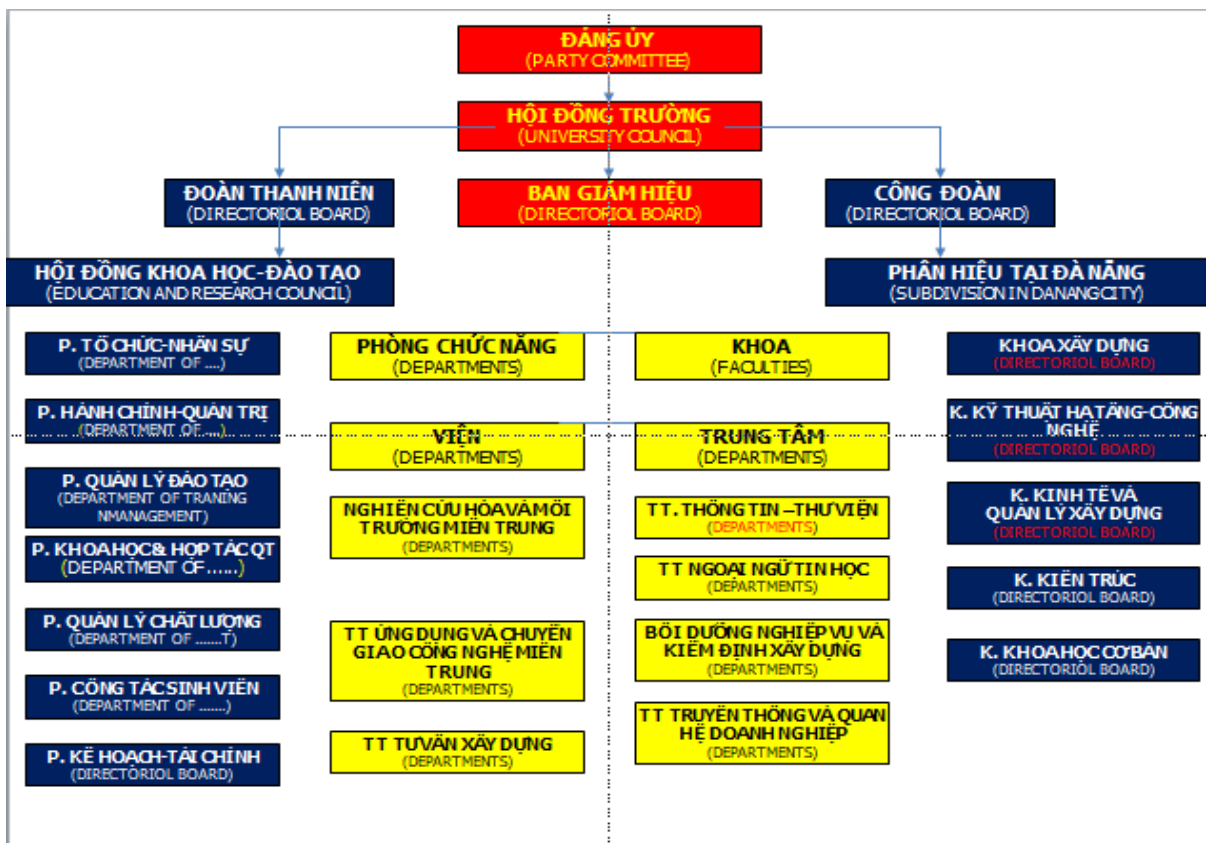 ĐẢNG ỦY
(PARTY COMMITTEE)
HỘI ĐỒNG TRƯỜNG
(UNIVERSITY COUNCIL)
ĐOÀN THANH NIÊN
(DIRECTORIOL BOARD)
BAN GIÁM HIỆU
(DIRECTORIOL BOARD)
CÔNG ĐOÀN
(DIRECTORIOL BOARD)
HỘI ĐỒNG KHOA HỌC-ĐÀO TẠO
(EDUCATION AND RESEARCH COUNCIL)
PHÂN HIỆU TẠI ĐÀ NẴNG
(SUBDIVISION IN DANANG CITY)
P. TỔ CHỨC-NHÂN SỰ
(DEPARTMENT OF ....)
P. HÀNH CHÍNH-QUẢN TRỊ
(DEPARTMENT OF ....)
P. QUẢN LÝ ĐÀO TẠO
(DEPARTMENT OF TRANING
NMANAGEMENT)
P. KHOA HỌC & HỢP TÁC QT
(DEPARTMENT OF ......)
P. QUẢN LÝ CHẤT LƯỢNG
(DEPARTMENT OF .......T)
P. CÔNG TÁC SINH VIÊN
(DEPARTMENT OF .......)
P. KẾ HOẠCH-TÀI CHÍNH
(DIRECTORIOL BOARD)
PHÒNG CHỨC NĂNG
(DEPARTMENTS)
VIỆN
(DEPARTMENTS)
NGHIÊN CỨU HÓA VÀ MÔI
TRƯỜNG MIỀN TRUNG
(DEPARTMENTS)
TT ỨNG DỤNG VÀ CHUYỂN
GIAO CÔNG NGHỆ MIỀN
TRUNG
(DEPARTMENTS)
TT TƯ VẤN XÂY DỰNG
(DEPARTMENTS)
KHOA
(FACULTIES)
TRUNG TÂM
(DEPARTMENTS)
TT. THÔNG TIN –THƯ VIỆN
(DEPARTMENTS)
TT NGOẠI NGỮ TIN HỌC
(DEPARTMENTS)
BỒI DƯỠNG NGHIỆP VỤ VÀ
KIỂM ĐỊNH XÂY DỰNG
(DEPARTMENTS)
TT TRUYỀN THÔNG VÀ QUAN
HỆ DOANH NGHIỆP
(DEPARTMENTS)
KHOA XÂY DỰNG
(DIRECTORIOL BOARD)
K. KỸ THUẬT HẠ TẦNG-CÔNG
NGHỆ
(DIRECTORIOL BOARD)
K. KINH TẾ VÀ
QUẢN LÝ XÂY DỰNG
(DIRECTORIOL BOARD)
K. KIẾN TRÚC
(DIRECTORIOL BOARD)
K. KHOA HỌC CƠ BẢN
(DIRECTORIOL BOARD)